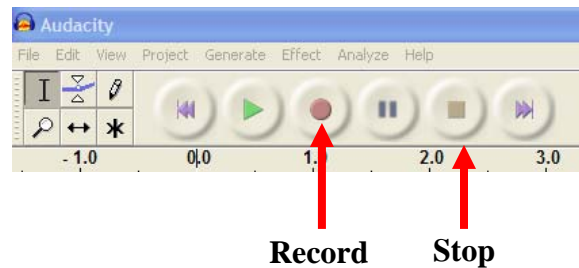 Audacity
File Edit View Project Generate Effect Analyze Help
- 1.0 0.0 1.0 2.0 3.0
Record Stop